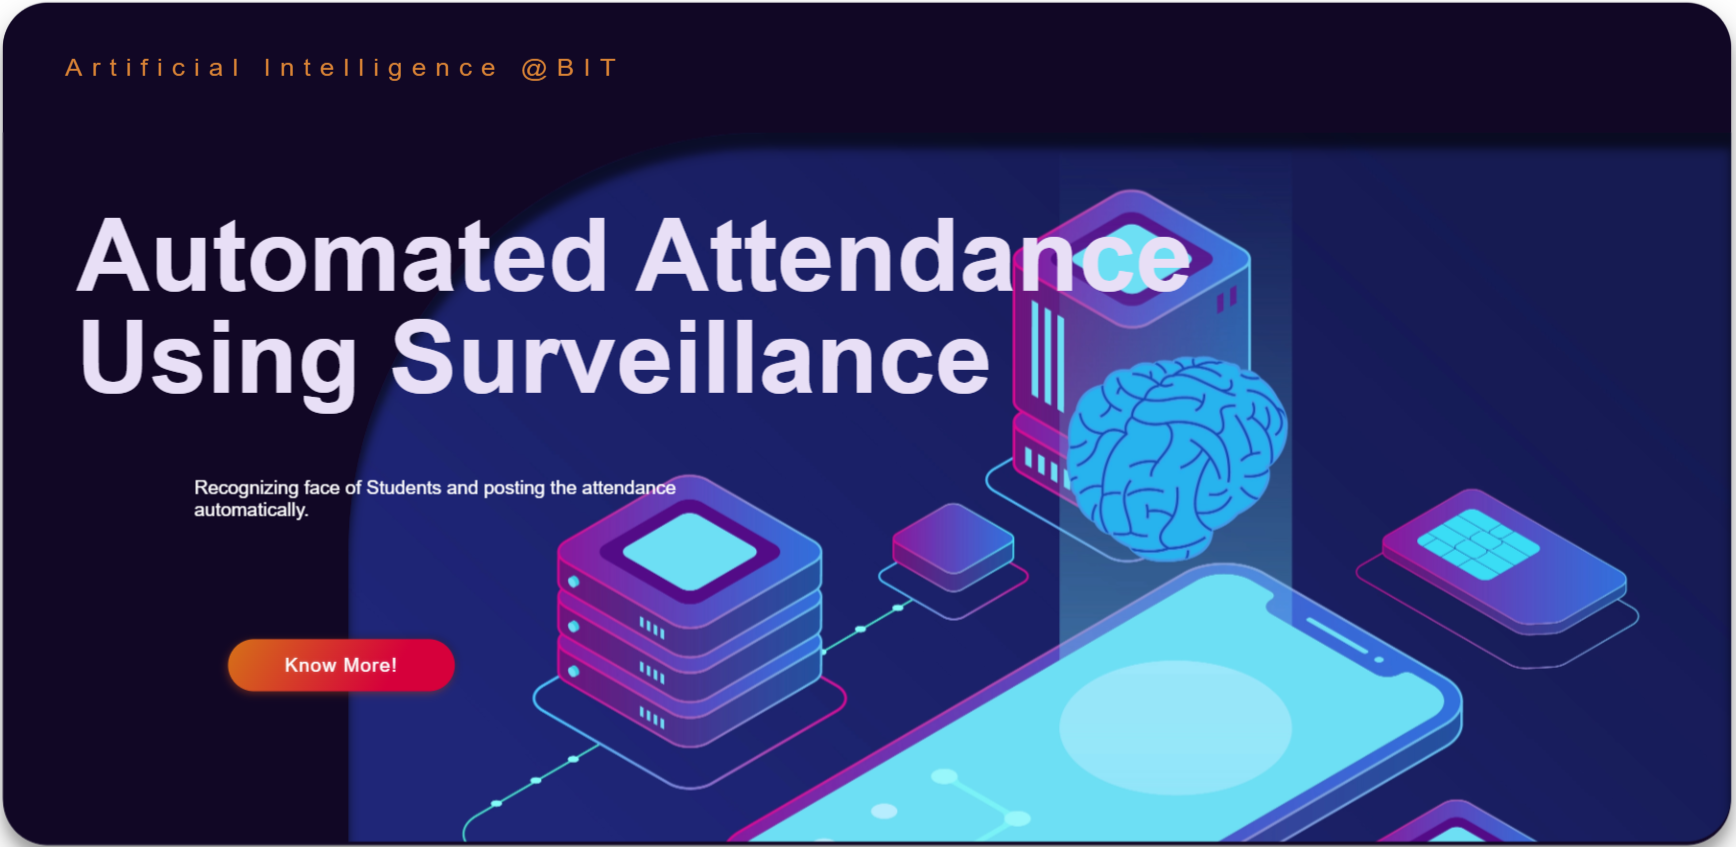 Artificial Intelligence @BIT
Automated Attendance
Using Surveillance
Recognizing face of Students and posting the attendance
automatically.
Know More!